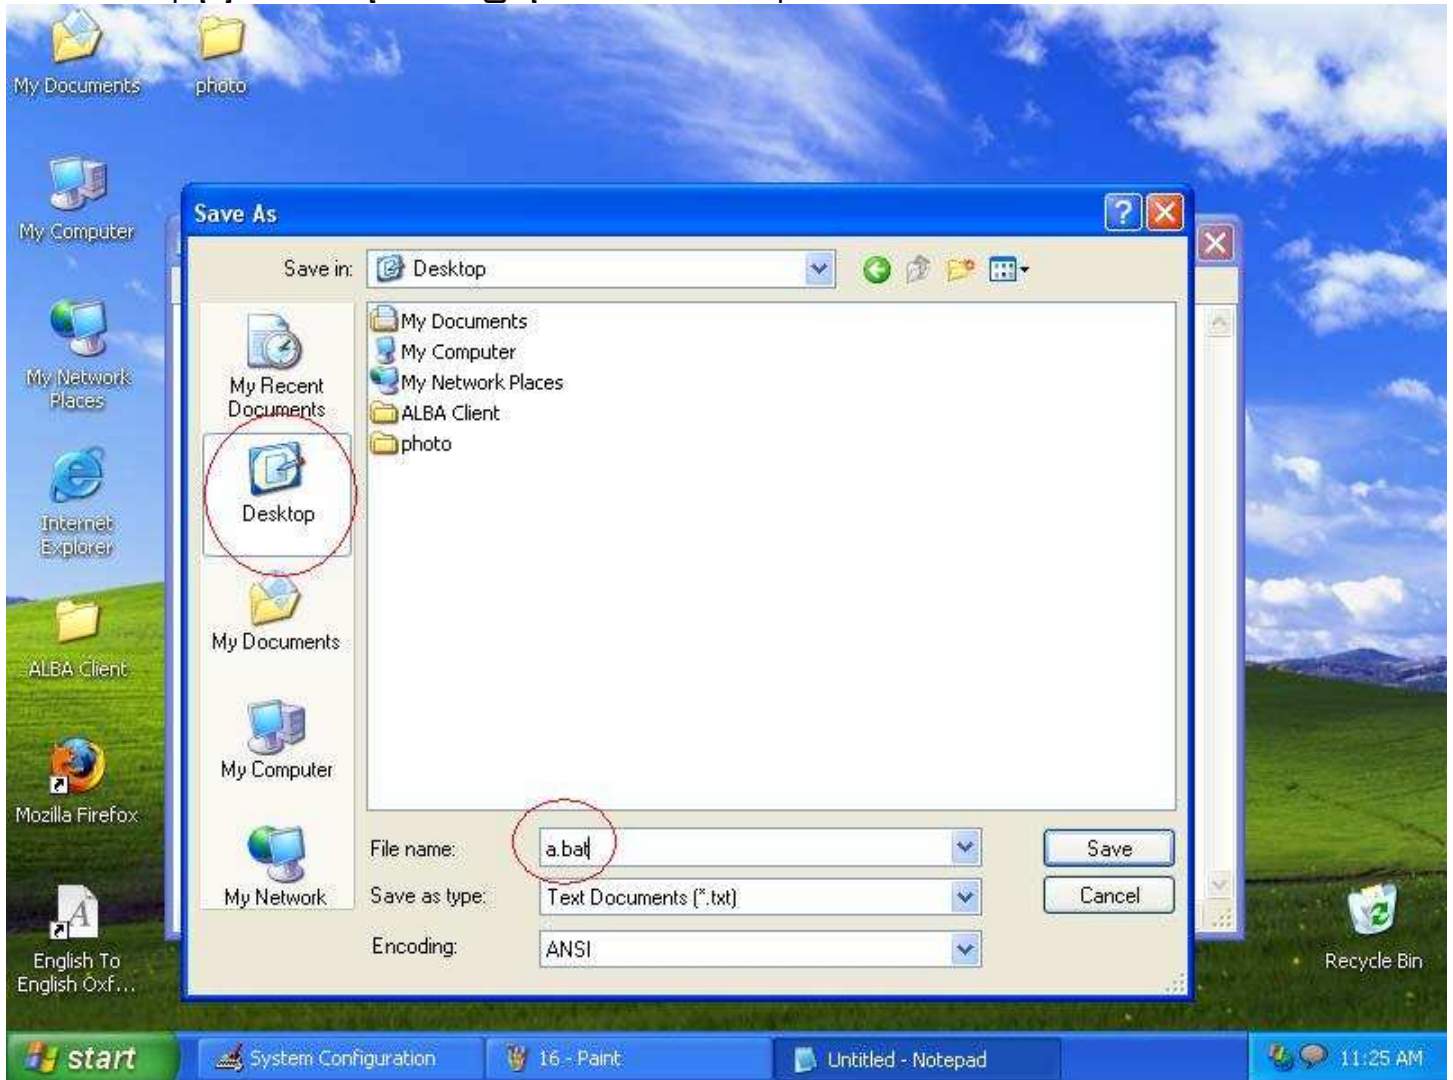 My Documents
photo
My Computer
My Network
Places
Internet
Explorer
ALBA Client
Mozilla Firefox
English To
English Oxf...
Save As
Save in:
Desktop
My Recent
Documents
Desktop
My Documents
My Computer
My Network
My Documents
My Computer
My Network Places
ALBA Client
photo
File name:
a.bat
Save
Save as type:
Text Documents (*.txt)
Cancel
Encoding:
ANSI
Recycle Bin
start
System Configuration
16 - Paint
Untitled - Notepad
11:25 AM